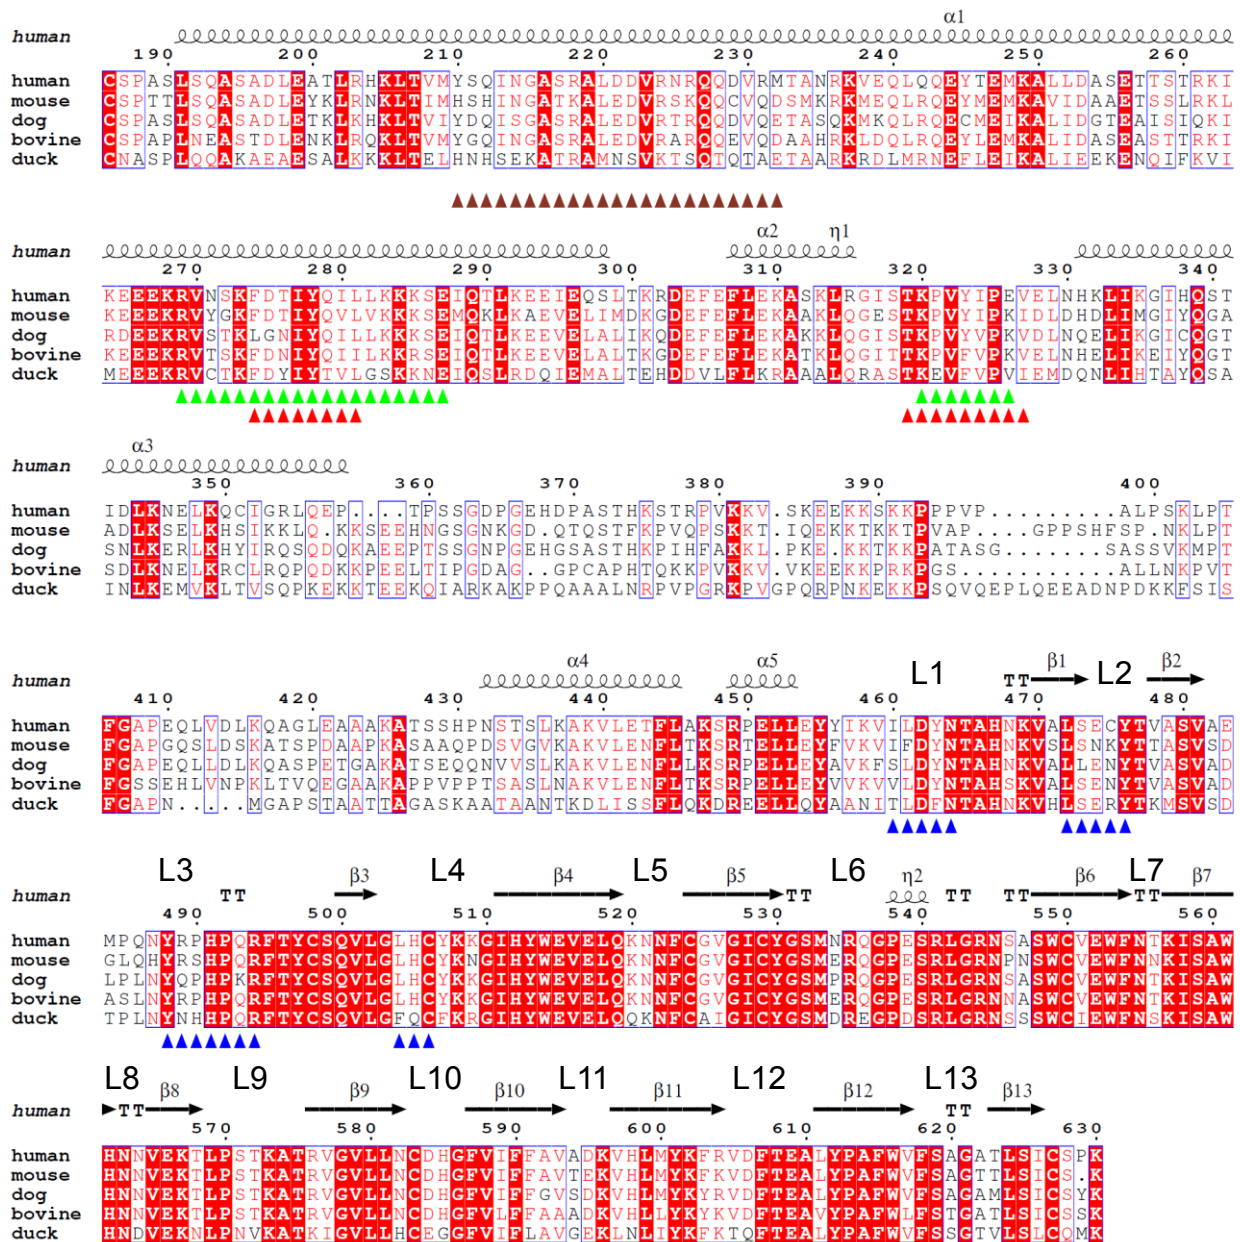 α1
human
190 200 210 220 230 240 250 260
human CSPASLSQASADLEATLRHKLTVMYSQINGASRALDDVRNRQQDVRMTANRKVEQLQQEYTEMKALLDASETTSTRKI
mouse CSPTTLSQASADLEYKLRNKLTIMHSHINGATKALEDVRSKQQCVQDSMKRKMEQLRQEYMEMKAVIDAAETSSLRKL
dog CSPASLSQASADLETKLKHKLTVIYDQISGASRALEDVRTRQQDVQETASQKMKQLRQECMEIKALIDGTEAISIQKI
bovine CSPAPLNEASTDLENKLRQKLTVMYGQINGASRALEDVRARQQDVQDAAHRKLDQLRQEYLEMKALIDASEASTTRKI
duck CNASPLQQAKAEAESALKKKLTELHNHSEKATRAMNSVKTSQTQTAETAARKRDLMRNEFLEIKALIEEKENQIFKVI
α2 η1
human
270 280 290 300 310 320 330 340
human KEEEKRVNSKFDTIYQILLKKKSEIQTLKEEIEQSLTKRDEFEFLEKASKLRGISTKPVYIPEVELNHKLIKGIHQST
mouse KEEEKRVYGKFDTIYQVLVKKKSEMQKLKAEVELIMDKGDEFEFLEKAAKLQGESTKPVYIPKIDLDHDLIMGIYQGA
dog RDEEKRVSTKLGNIYQILLKKKSEIQTLKEEVELALIKQDEFEFLEKATKLQGISTKPVYVPKVDLNQELIKGICQGT
bovine KEEEKRVTSKFDNIYQIILKKRSEIQTLKEEVELALTKGDEFEFLEKATKLQGITTKPVFVPKVELNHELIKEIYQGT
duck MEEEKRVCTKFDYIYTVLGSKKNEIQSLRDQIEMALTEHDDVLFLKRAAALQRASTKEVFVPVIEMDQNLIHTAYQSA
α3
human
350 360 370 380 390 400
human IDLKNELKQCIGRLQEP....TPSSGDPGEHDPASTHKSTRPVKKV.SKEEKKSKKPPPVP.........ALPSKLPT
mouse ADLKSELKHSIKKLQ.KKSEEHNGSGNKGD.QTQSTFKPVQPSKKT.IQEKKTKKTPVAP....GPPSHFSP.NKLPT
dog SNLKERLKHYIRQSQDQKAEEPTSSGNPGEHGSASTHKPIHFAKKL.PKE.KKTKKPATASG.......SASSVKMPT
bovine SDLKNELKRCLRQPQDKKPEELTIPGDAG..GPCAPHTQKKPVKKV.VKEEKKPRKPGS.........ALLNKPVT
duck INLKEMVKLTVSQPKEKKTEEKQIARKAKPPQAAALNRPVPGRKPVGPQRPNKEKKPSQVQEPLQEEADNPDKKFSIS
α4 α5 L1 TT β1 L2 β2
human
410 420 430 440 450 460 470 480
human FGAPEQLVDLKQAGLEAAAKATSSHPNSTSLKAKVLETFLAKSRPELLEYYIKVILDYNTAHNKVALSECYTVASVAE
mouse FGAPGQSLDSKATSPDAAPKASAAQPDSVGVKAKVLENFLTKSRTELLEYFVKVIFDYNTAHNKVSLSNKYTTASVSD
dog FGAPEQLLDLKQASPETGAKATSEQQNVVSLKAKVLENFLLKSRPELLEYAVKFSLDYNTAHNKVALLENYTVASVAD
bovine FGSSEHLVNPKLTVQEGAAKAPPVPPTSASLNAKVLENFLAKSRPELLEYVVKVVLDYNTAHSKVALSENYTVASVAD
duck FGAPN....MGAPSTAATTAGASKAATAANTKDLISSFLQKDREELLQYAANITLDFNTAHNKVHLSERYTKMSVSD
L3 TT β3 L4 β4 L5 β5 TT L6 η2 TT TT β6 L7 TT β7
human
490 500 510 520 530 540 550 560
human MPQNYRPHPQRFTYCSQVLGLHCYKKGIHYWEVELQKNNFCGVGICYGSMNRQGPESRLGRNSASWCVEWFNTKISAW
mouse GLQHYRSHPQRFTYCSQVLGLHCYKNGIHYWEVELQKNNFCGVGICYGSMERQGPESRLGRNPNSWCVEWFNNKISAW
dog LPLNYQPHPKRFTYCSQVLGLHCYKKGIHYWEVELQKNNFCGVGICYGSMPRQGPESRLGRNSNSWCVEWFNTKISAW
bovine ASLNYRPHPQRFTYCSQVLGLHCYKKGIHYWEVELQKNNFCGVGICYGSMERQGPESRLGRNNASWCVEWFNTKISAW
duck TPLNYNHHPQRFTYCSQVLGFQCFKRGIHYWEVELQQKNFCAIGICYGSMDREGPDSRLGRNSSSWCIEWFNSKISAW
L8 TT β8 L9 β9 L10 β10 L11 β11 L12 β12 L13 TT β13
human
570 580 590 600 610 620 630
human HNNVEKTLPSTKATRVGVLLNCDHGFVIFFAVADKVHLMYKFRVDFTEALYPAFWVFSAGATLSICSPK
mouse HNNVEKTLPSTKATRVGVLLNCDHGFVIFFAVTEKVHLMYKFKVDFTEALYPAFWVFSAGTTLSICS.K
dog HNNVEKTLPSTKATRVGVLLNCDHGFVIFFGVSDKVHLMYKYRVDFTEALYPAFWVFSAGAMLSICSYK
bovine HNNVEKTLPSTKATRVGVLLNCDHGFVLFFAAADKVHLLYKYKVDFTEAVYPAFWLFSTGATLSICSSK
duck HNDVEKNLPNVKATKIGVLLHCEGGFVIFLAVGEKLNLIYKFKTQFTEALYPAFWVFSSGTVLSLCQMK